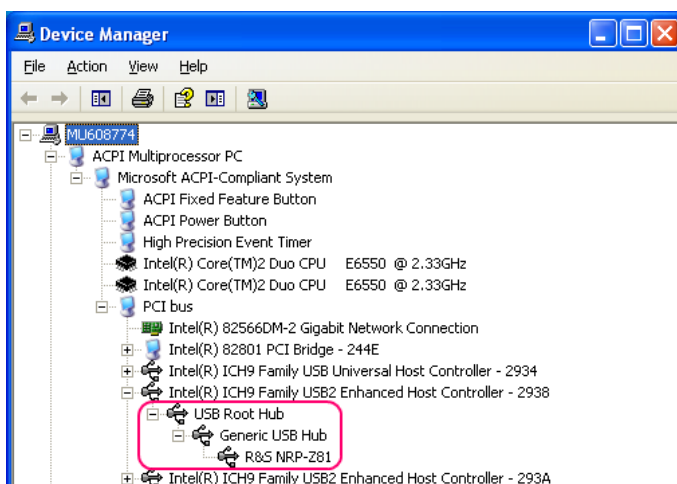 Device Manager
File Action View Help
MU608774
ACPI Multiprocessor PC
Microsoft ACPI-Compliant System
ACPI Fixed Feature Button
ACPI Power Button
High Precision Event Timer
Intel(R) Core(TM)2 Duo CPU E6550 @ 2.33GHz
Intel(R) Core(TM)2 Duo CPU E6550 @ 2.33GHz
PCI bus
Intel(R) 82566DM-2 Gigabit Network Connection
Intel(R) 82801 PCI Bridge - 244E
Intel(R) ICH9 Family USB Universal Host Controller - 2934
Intel(R) ICH9 Family USB2 Enhanced Host Controller - 2938
USB Root Hub
Generic USB Hub
R&S NRP-Z81
Intel(R) ICH9 Family USB2 Enhanced Host Controller - 293A